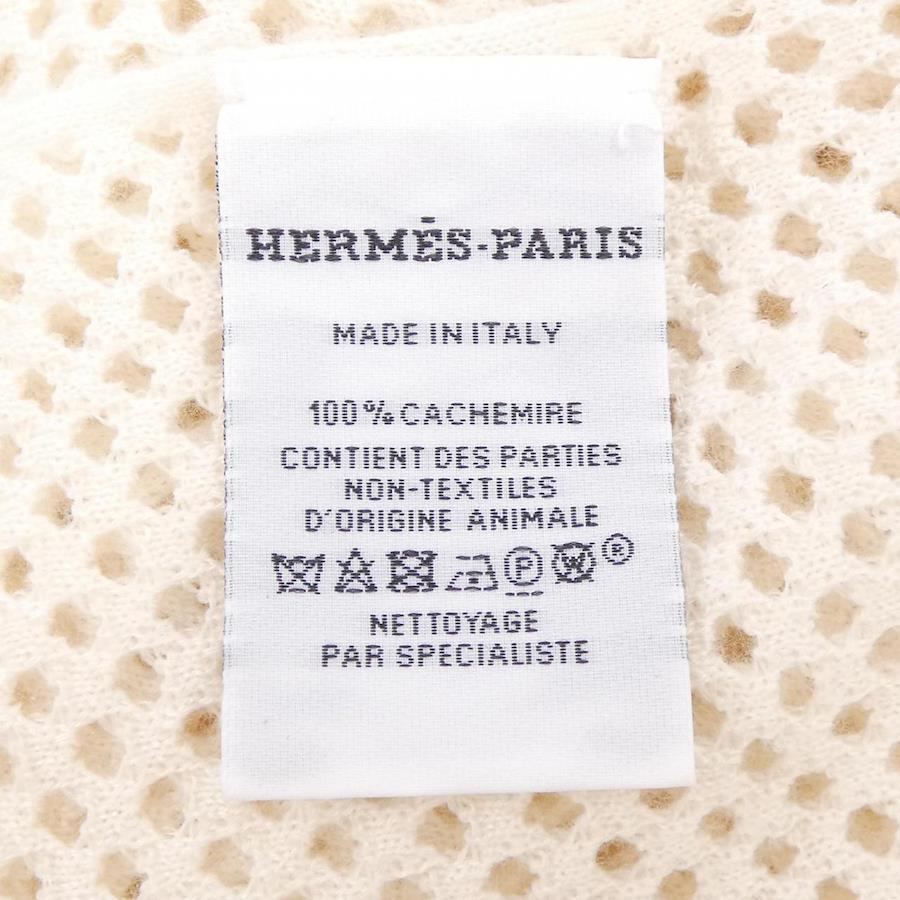 HERMÈS-PARIS
MADE IN ITALY
100% CACHEMIRE
CONTIENT DES PARTIES
NON-TEXTILES
D'ORIGINE ANIMALE
P W ®
NETTOYAGE
PAR SPECIALISTE